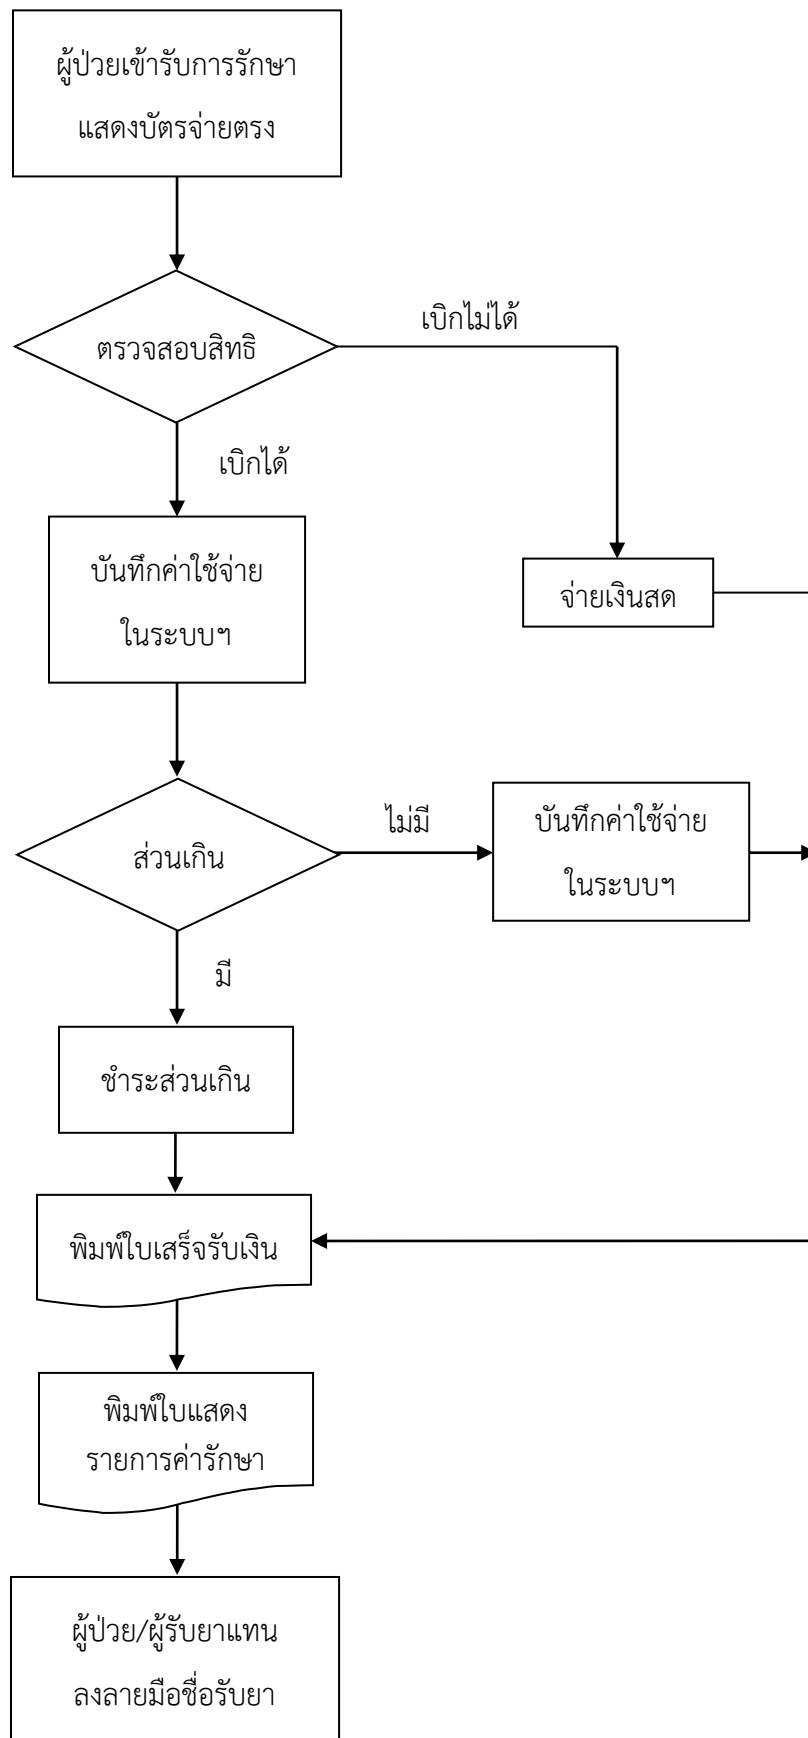 ผู้ป่วยเข้ารับการรักษา
แสดงบัตรจ่ายตรง
เบิกไม่ได้
ตรวจสอบสิทธิ
เบิกได้
บันทึกค่าใช้จ่าย
ในระบบฯ
จ่ายเงินสด
ไม่มี
บันทึกค่าใช้จ่าย
ในระบบฯ
ส่วนเกิน
มี
ชำระส่วนเกิน
พิมพ์ใบเสร็จรับเงิน
พิมพ์ใบแสดง
รายการค่ารักษา
ผู้ป่วย/ผู้รับยาแทน
ลงลายมือชื่อรับยา